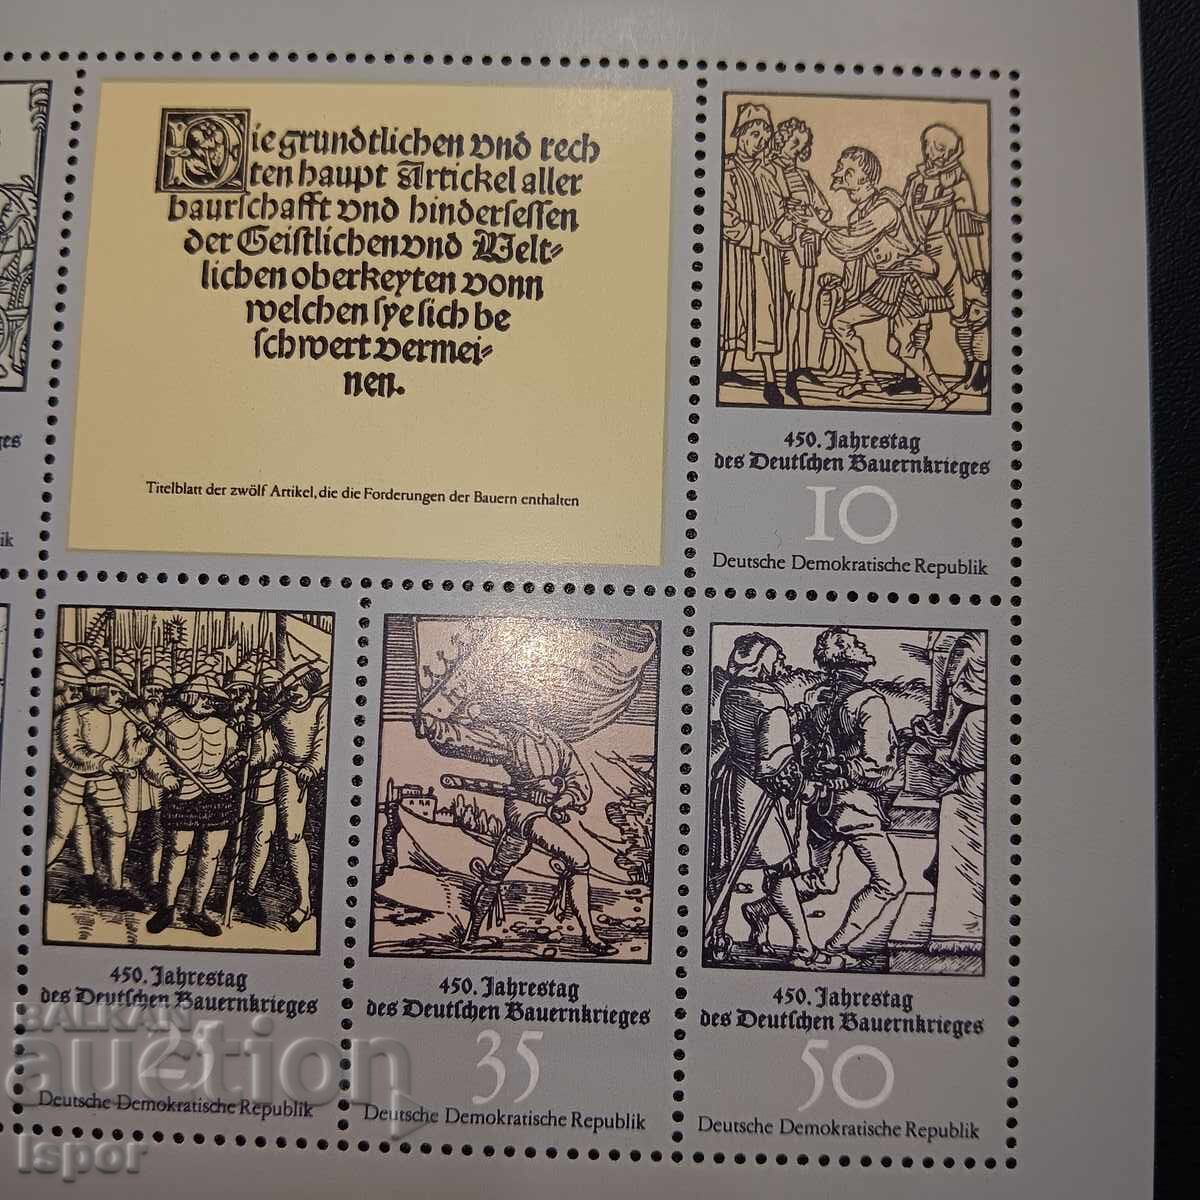 Die grundtlichen vnd rech
ten haupt Artickel aller
baurschafft vnd hindersessen
der Geistlichen vnd Welt-
lichen oberkeyten vonn
welchen sye sich be
schwert vermei-
nen.
Titelblatt der zwölf Artikel, die die Forderungen der Bauern enthalten
450. Jahrestag
des Deutschen Bauernkrieges
10
Deutsche Demokratische Republik
450. Jahrestag
des Deutschen Bauernkrieges
25
Deutsche Demokratische Republik
450. Jahrestag
des Deutschen Bauernkrieges
35
Deutsche Demokratische Republik
450. Jahrestag
des Deutschen Bauernkrieges
50
Deutsche Demokratische Republik
BALKAN
auction
Ispor